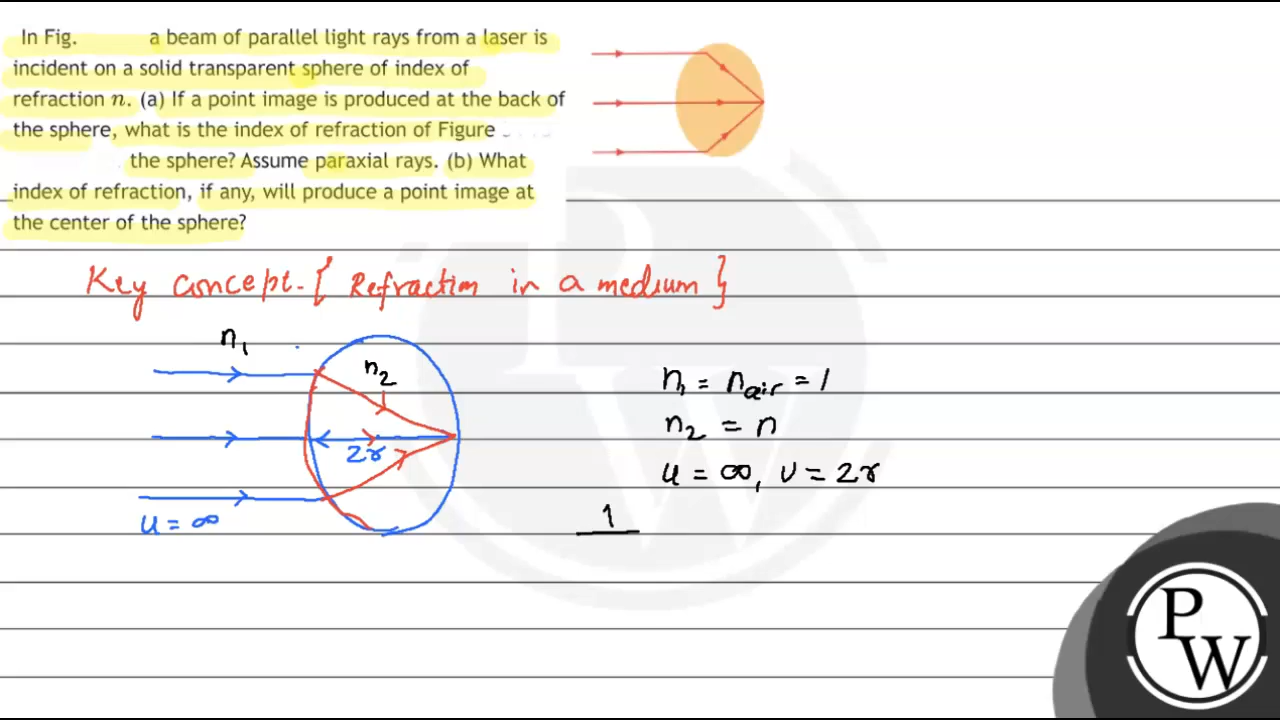 In Fig. a beam of parallel light rays from a laser is
incident on a solid transparent sphere of index of
refraction n. (a) If a point image is produced at the back of
the sphere, what is the index of refraction of Figure
the sphere? Assume paraxial rays. (b) What
index of refraction, if any, will produce a point image at
the center of the sphere?
Key concept. { Refraction in a medium }
n₁
n₂
2r
u = ∞
n₁ = n_air = 1
n₂ = n
u = ∞, v = 2r
1
P
W